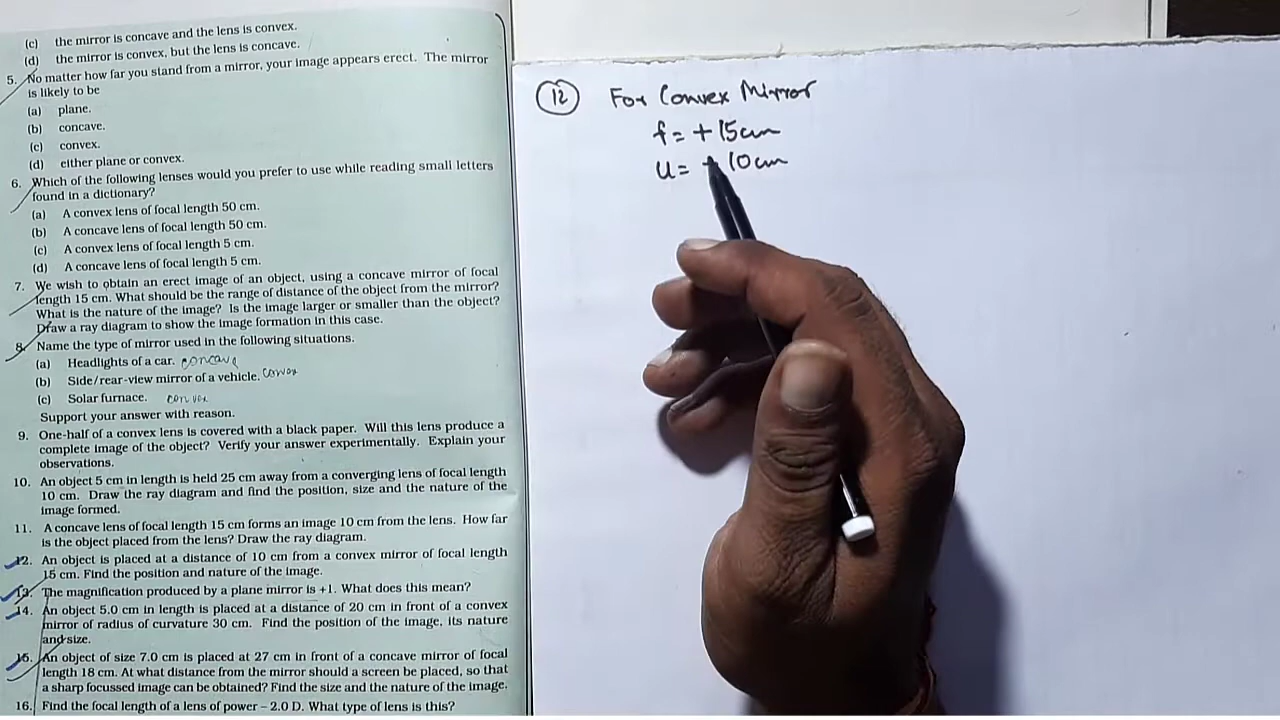 (c) the mirror is concave and the lens is convex.
(d) the mirror is convex, but the lens is concave.
5. No matter how far you stand from a mirror, your image appears erect. The mirror
is likely to be
(a) plane.
(b) concave.
(c) convex.
(d) either plane or convex.
6. Which of the following lenses would you prefer to use while reading small letters
found in a dictionary?
(a) A convex lens of focal length 50 cm.
(b) A concave lens of focal length 50 cm.
(c) A convex lens of focal length 5 cm.
(d) A concave lens of focal length 5 cm.
7. We wish to obtain an erect image of an object, using a concave mirror of focal
length 15 cm. What should be the range of distance of the object from the mirror?
What is the nature of the image? Is the image larger or smaller than the object?
Draw a ray diagram to show the image formation in this case.
8. Name the type of mirror used in the following situations.
(a) Headlights of a car. concave
(b) Side/rear-view mirror of a vehicle. convex
(c) Solar furnace. convex
Support your answer with reason.
9. One-half of a convex lens is covered with a black paper. Will this lens produce a
complete image of the object? Verify your answer experimentally. Explain your
observations.
10. An object 5 cm in length is held 25 cm away from a converging lens of focal length
10 cm. Draw the ray diagram and find the position, size and the nature of the
image formed.
11. A concave lens of focal length 15 cm forms an image 10 cm from the lens. How far
is the object placed from the lens? Draw the ray diagram.
12. An object is placed at a distance of 10 cm from a convex mirror of focal length
15 cm. Find the position and nature of the image.
13. The magnification produced by a plane mirror is +1. What does this mean?
14. An object 5.0 cm in length is placed at a distance of 20 cm in front of a convex
mirror of radius of curvature 30 cm. Find the position of the image, its nature
and size.
15. An object of size 7.0 cm is placed at 27 cm in front of a concave mirror of focal
length 18 cm. At what distance from the mirror should a screen be placed, so that
a sharp focussed image can be obtained? Find the size and the nature of the image.
16. Find the focal length of a lens of power – 2.0 D. What type of lens is this?
12 For Convex Mirror
f = + 15cm
u = 10cm